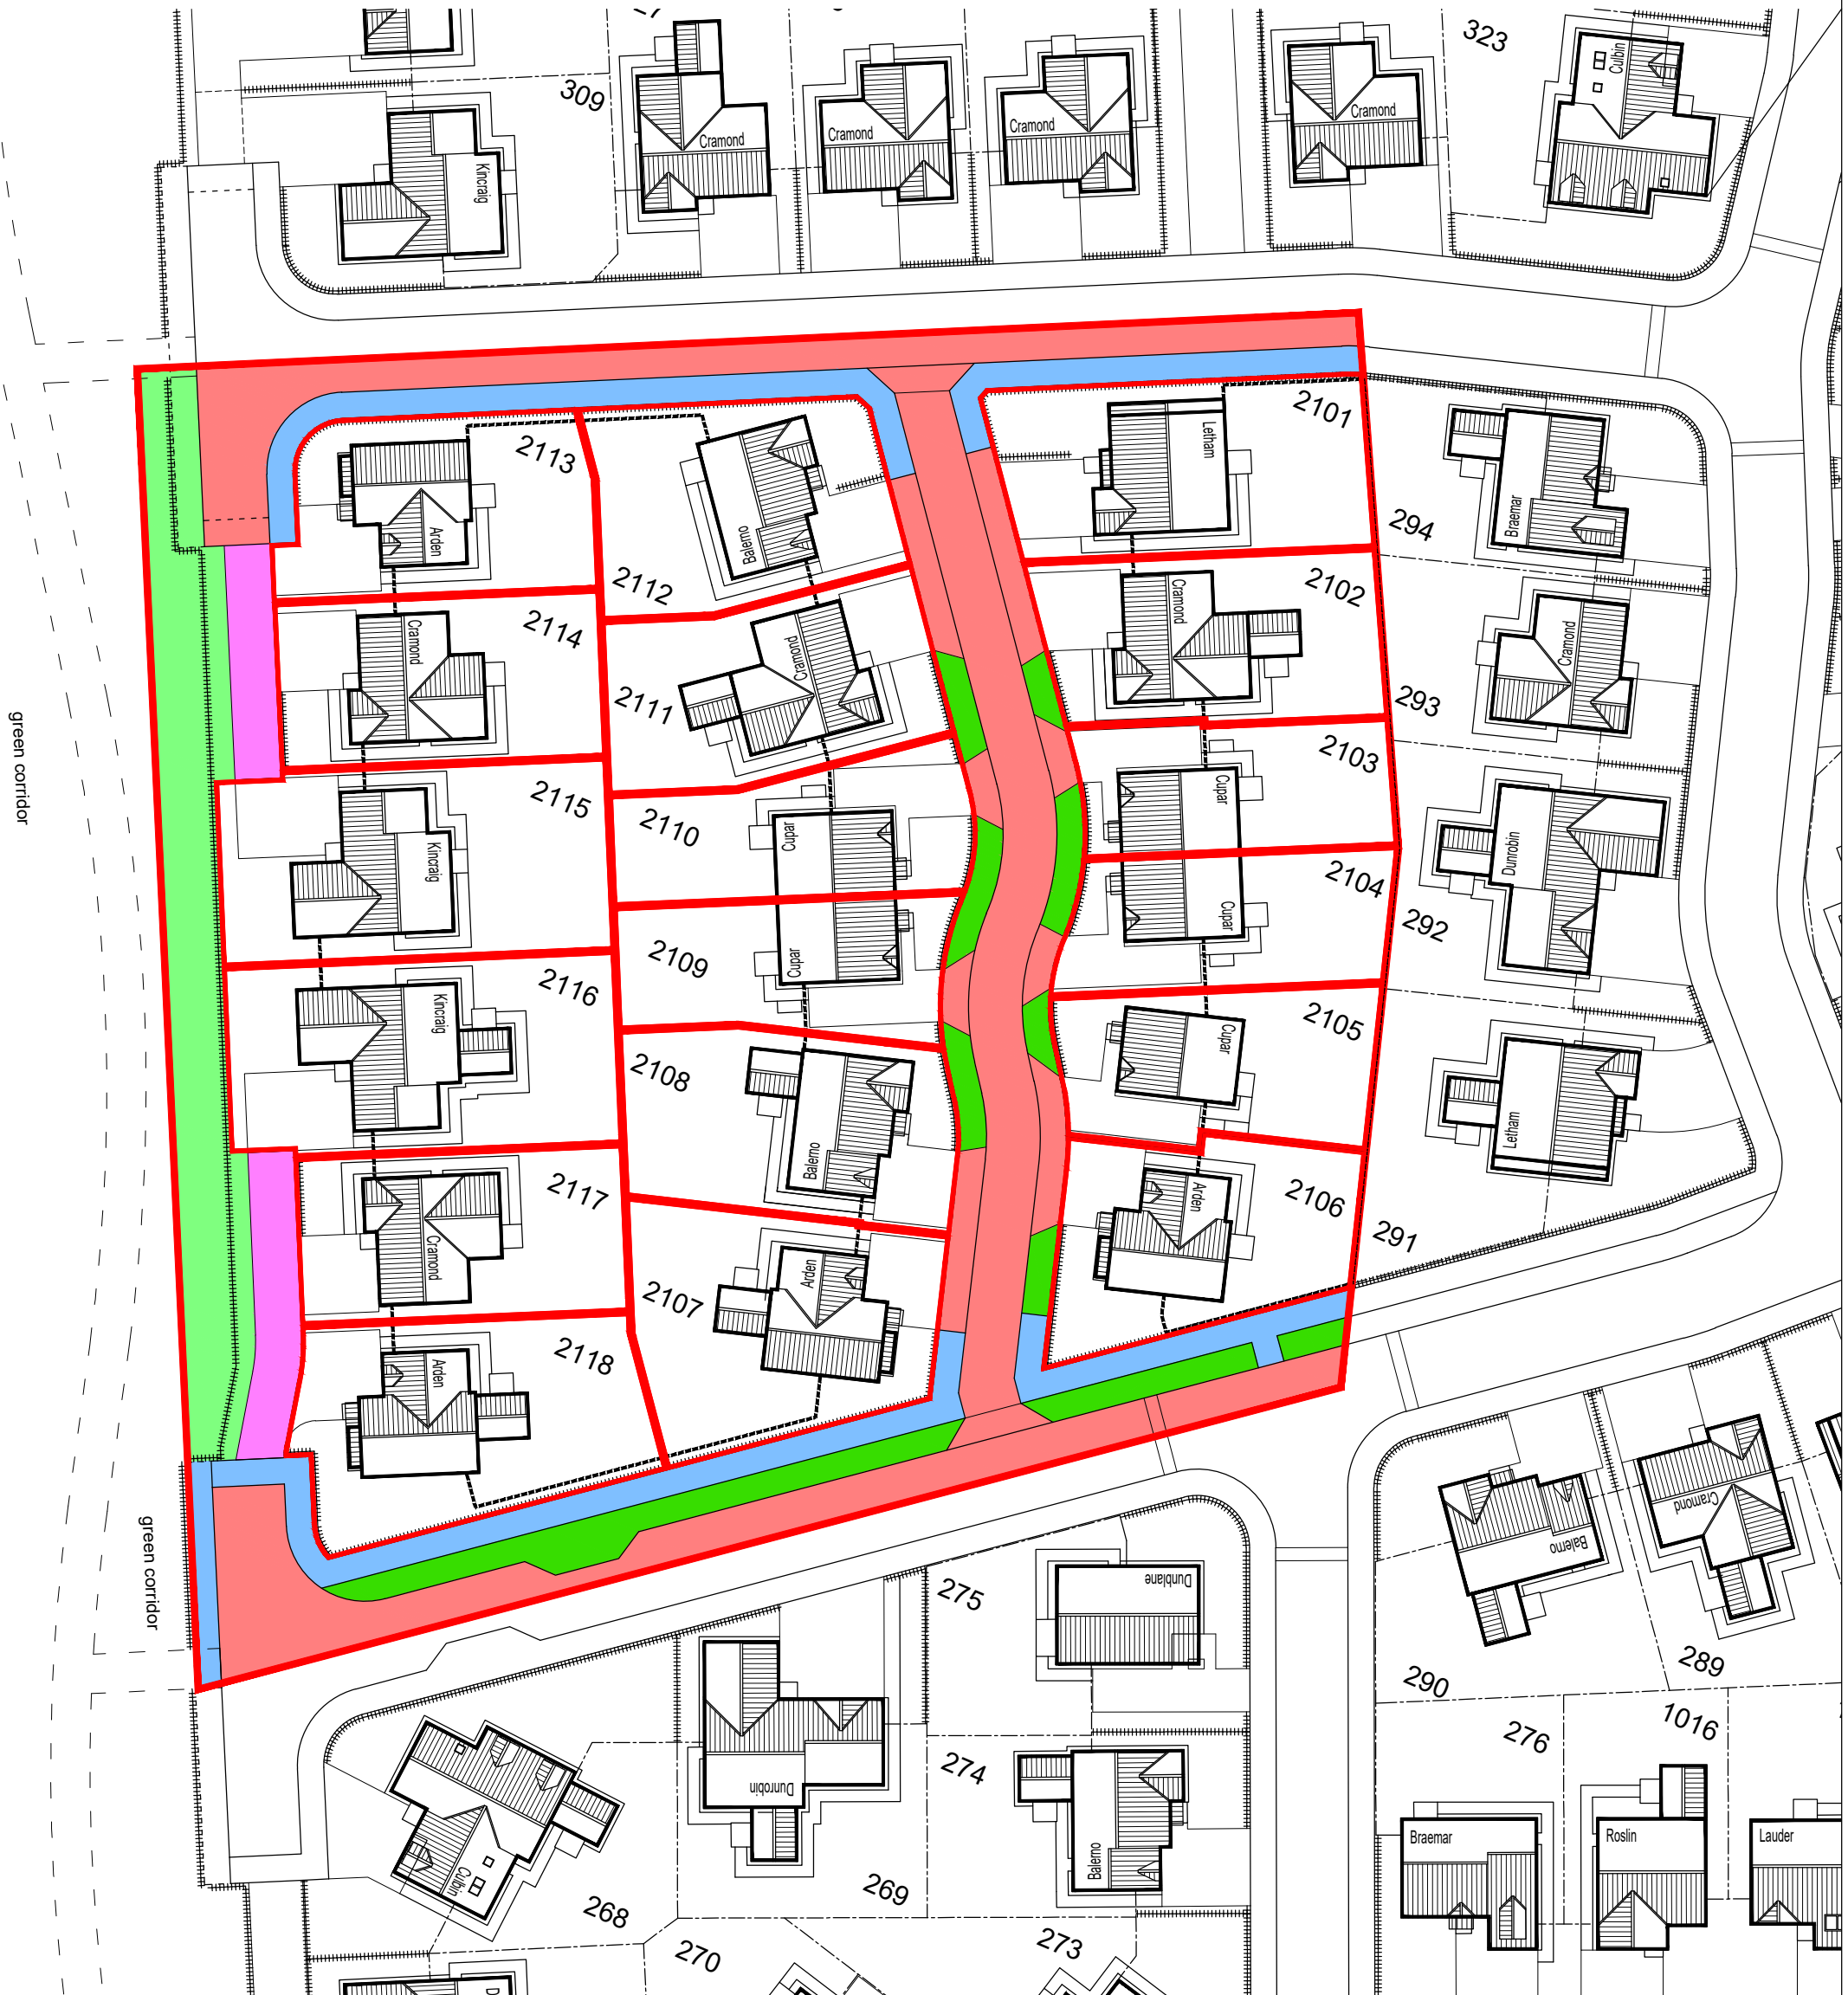 323
Culbin
309
Cramond
Cramond
Cramond
Cramond
Kincraig
2101
Letham
2113
Arden
Balerno
Braemar
294
2112
2102
Cramond
2114
Cramond
Cramond
Cramond
2111
293
2103
2115
2110
Cupar
Cupar
Kincraig
Dunrobin
2104
Cupar
292
2109
Cupar
2116
Kincraig
2105
Cupar
2108
Balerno
Letham
2117
Cramond
2106
Arden
291
2107
Arden
2118
Arden
green corridor
green corridor
275
Dunblane
Balerno
Cramond
290
289
276
1016
274
Dunrobin
Balerno
Braemar
Roslin
Lauder
Culbin
268
269
270
273